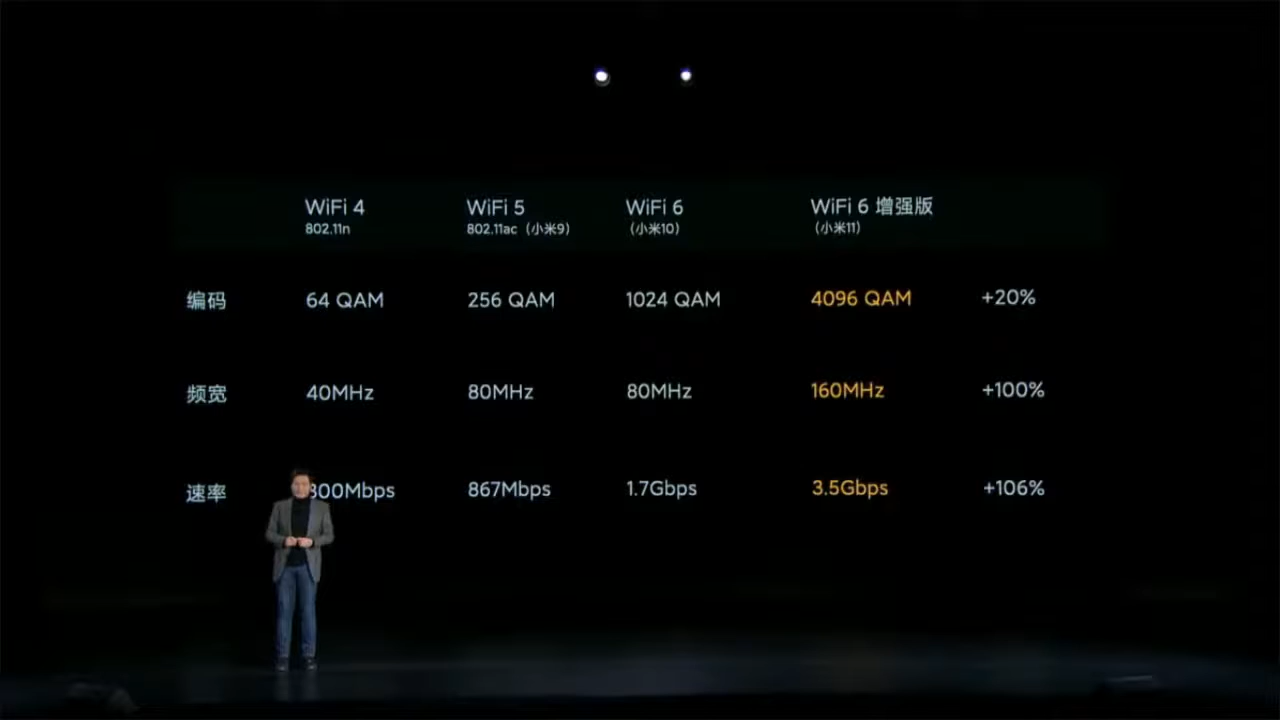 WiFi 4
WiFi 5
WiFi 6
WiFi 6 增强版
802.11n
802.11ac（小米9）
（小米10）
（小米11）
编码
64 QAM
256 QAM
1024 QAM
4096 QAM
+20%
频宽
40MHz
80MHz
80MHz
160MHz
+100%
速率
300Mbps
867Mbps
1.7Gbps
3.5Gbps
+106%